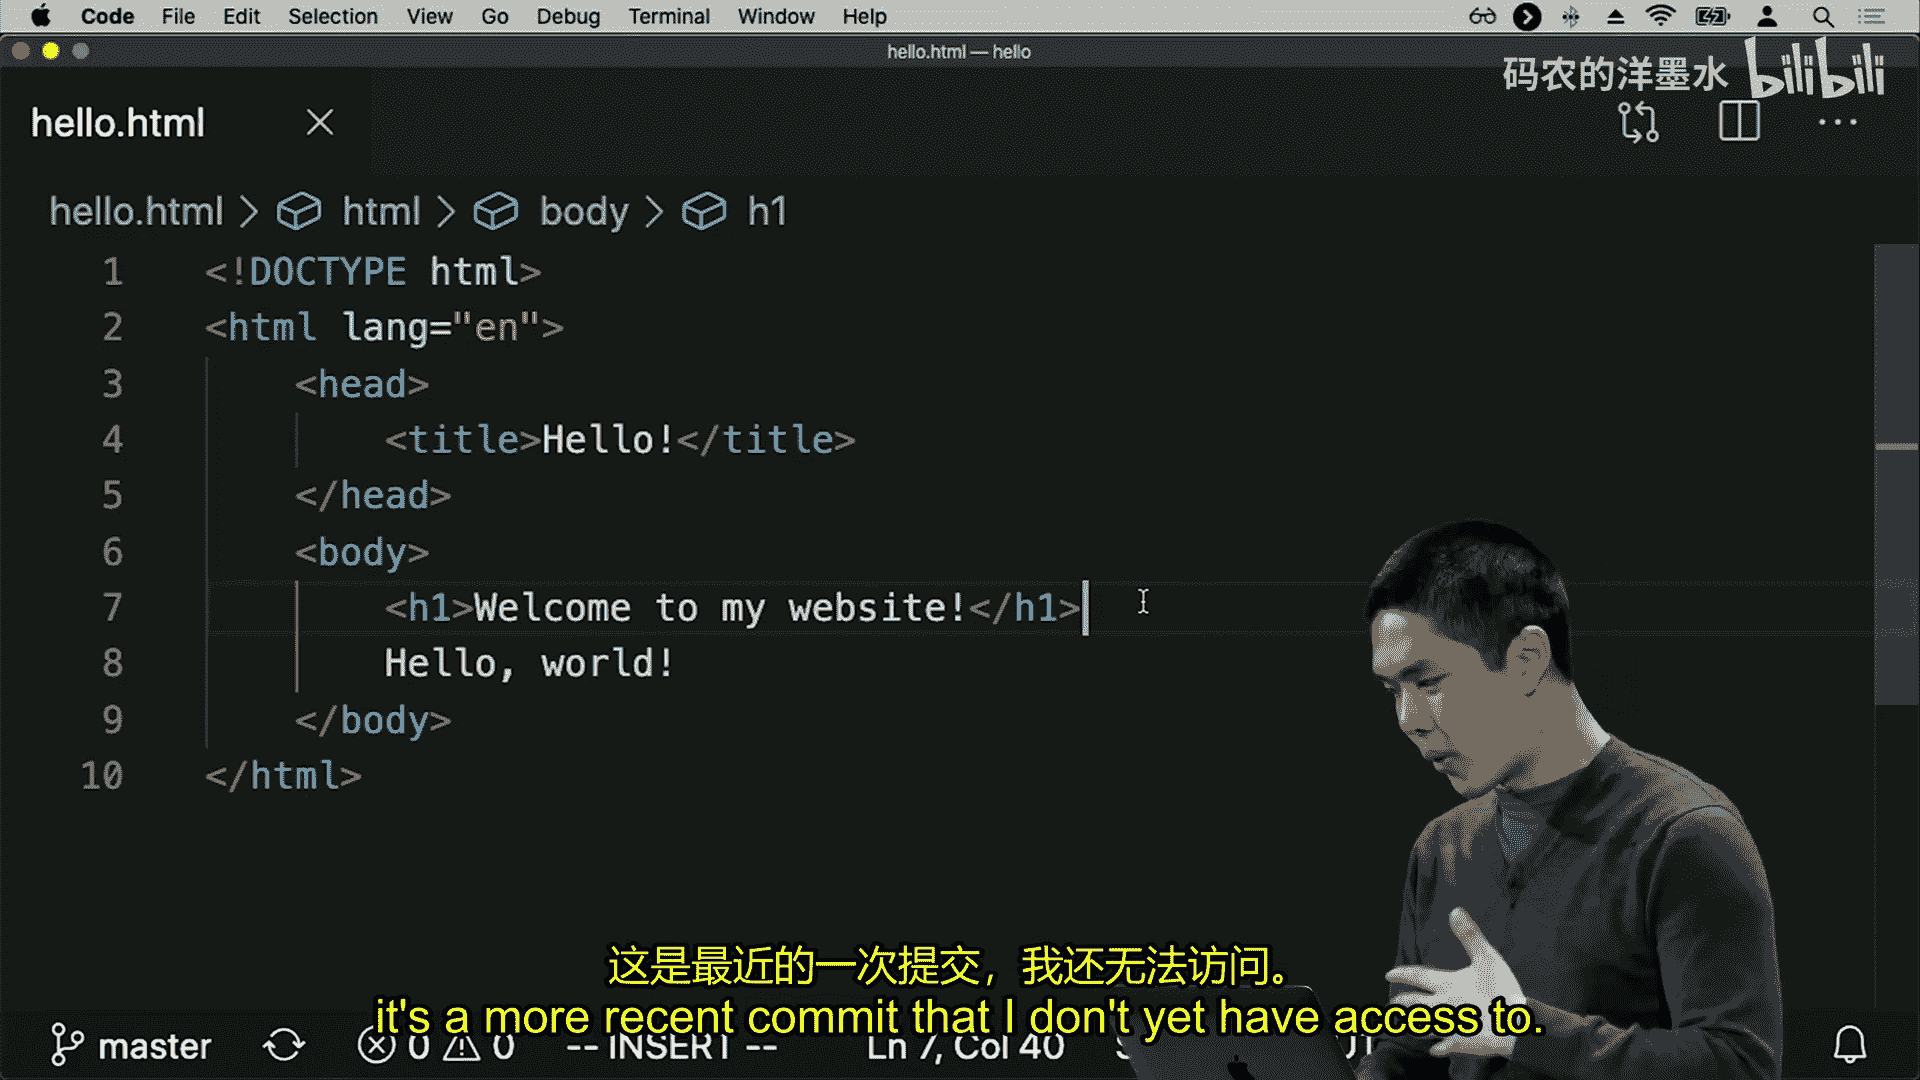 Code File Edit Selection View Go Debug Terminal Window Help
hello.html — hello
码农的洋墨水 bilibili
hello.html
hello.html > html > body > h1
1 <!DOCTYPE html>
2 <html lang="en">
3 <head>
4 <title>Hello!</title>
5 </head>
6 <body>
7 <h1>Welcome to my website!</h1>
8 Hello, world!
9 </body>
10 </html>
这是最近的一次提交，我还无法访问。
it's a more recent commit that I don't yet have access to.
master 0 0 -- INSERT -- Ln 7, Col 40